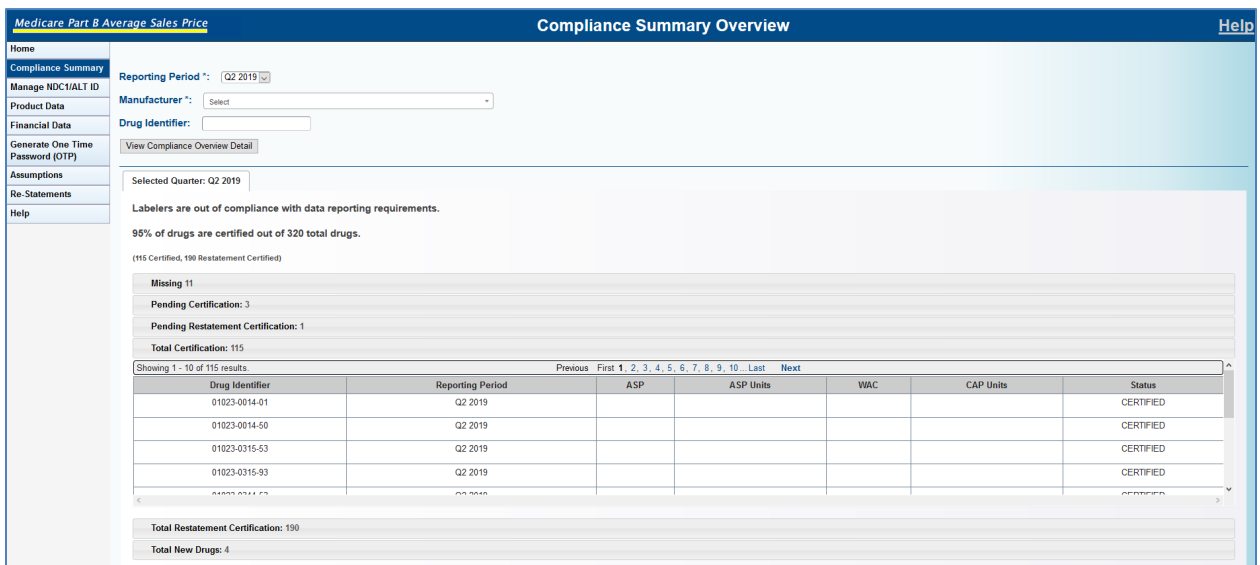 Medicare Part B Average Sales Price
Compliance Summary Overview
Help
Home
Compliance Summary
Manage NDC1/ALT ID
Product Data
Financial Data
Generate One Time
Password (OTP)
Assumptions
Re-Statements
Help
Reporting Period *: Q2 2019
Manufacturer *: Select
Drug Identifier:
View Compliance Overview Detail
Selected Quarter: Q2 2019
Labelers are out of compliance with data reporting requirements.
95% of drugs are certified out of 320 total drugs.
(115 Certified, 190 Restatement Certified)
Missing 11
Pending Certification: 3
Pending Restatement Certification: 1
Total Certification: 115
Showing 1 - 10 of 115 results. Previous First 1, 2, 3, 4, 5, 6, 7, 8, 9, 10...Last Next
Drug Identifier Reporting Period ASP ASP Units WAC CAP Units Status
01023-0014-01 Q2 2019 CERTIFIED
01023-0014-50 Q2 2019 CERTIFIED
01023-0315-53 Q2 2019 CERTIFIED
01023-0315-93 Q2 2019 CERTIFIED
Q2 2019 CERTIFIED
Total Restatement Certification: 190
Total New Drugs: 4